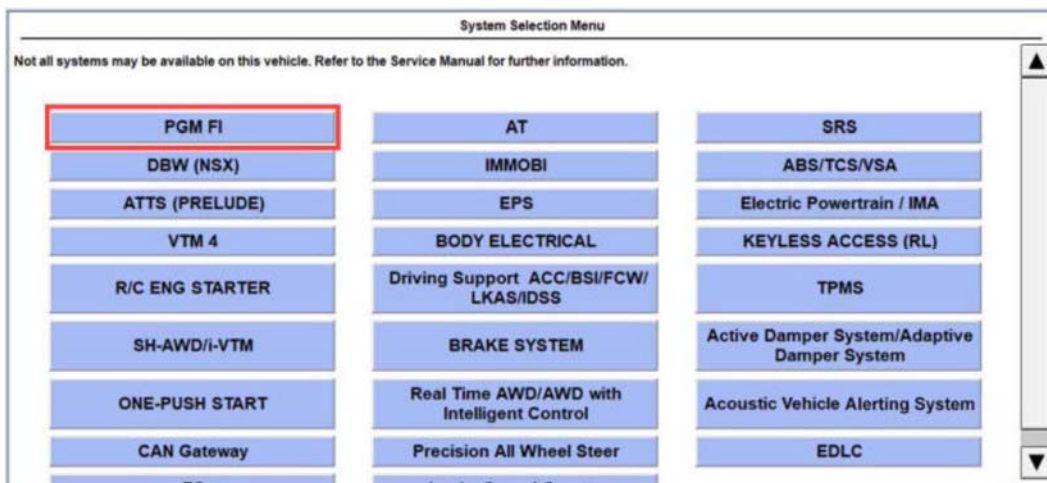 System Selection Menu
Not all systems may be available on this vehicle. Refer to the Service Manual for further information.
PGM FI
AT
SRS
DBW (NSX)
IMMOBI
ABS/TCS/VSA
ATTS (PRELUDE)
EPS
Electric Powertrain / IMA
VTM 4
BODY ELECTRICAL
KEYLESS ACCESS (RL)
R/C ENG STARTER
Driving Support ACC/BSI/FCW/
LKAS/IDSS
TPMS
SH-AWD/i-VTM
BRAKE SYSTEM
Active Damper System/Adaptive
Damper System
ONE-PUSH START
Real Time AWD/AWD with
Intelligent Control
Acoustic Vehicle Alerting System
CAN Gateway
Precision All Wheel Steer
EDLC